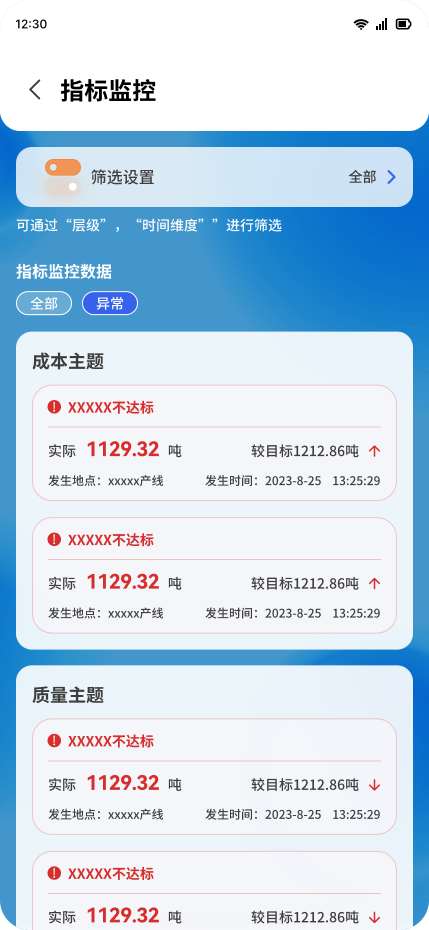 12:30
指标监控
筛选设置 全部
可通过“层级”，“时间维度””进行筛选
指标监控数据
全部 异常
成本主题
XXXXX不达标
实际 1129.32 吨 较目标1212.86吨
发生地点：xxxxx产线 发生时间：2023-8-25 13:25:29
XXXXX不达标
实际 1129.32 吨 较目标1212.86吨
发生地点：xxxxx产线 发生时间：2023-8-25 13:25:29
质量主题
XXXXX不达标
实际 1129.32 吨 较目标1212.86吨
发生地点：xxxxx产线 发生时间：2023-8-25 13:25:29
XXXXX不达标
实际 1129.32 吨 较目标1212.86吨